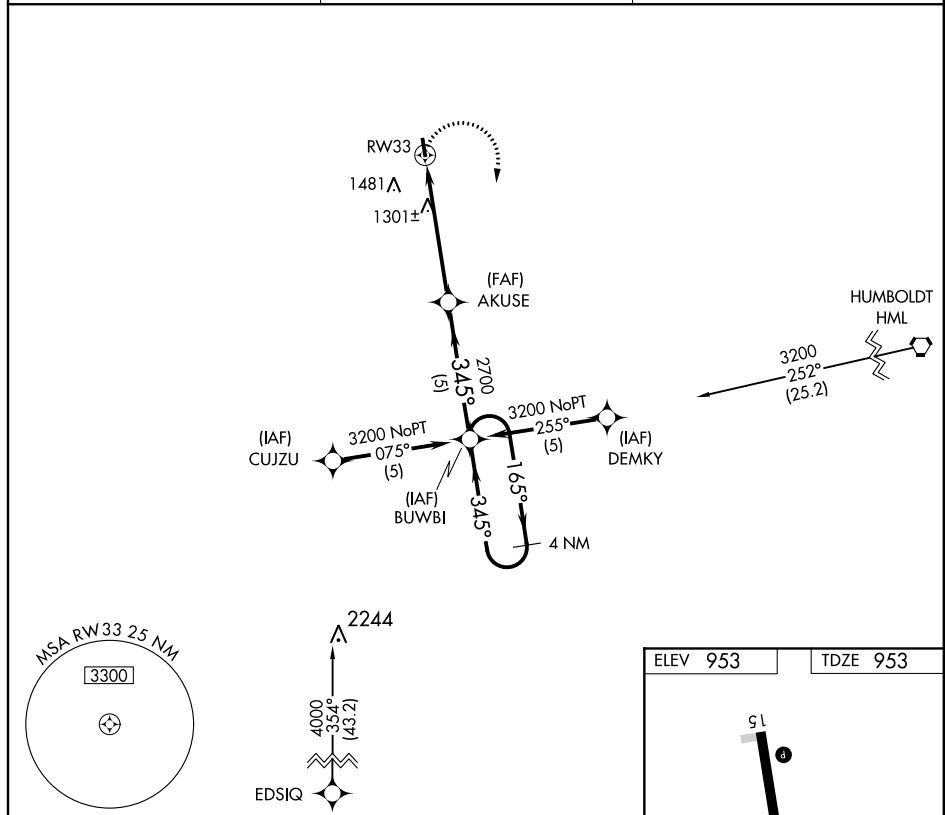 RW33
1481
1301±
(FAF)
AKUSE
HUMBOLDT
HML
3200
252°
(25.2)
2700
345°
(5)
3200 NoPT
255°
(5)
(IAF)
DEMKY
(IAF)
CUJZU
3200 NoPT
075°
(5)
(IAF)
BUWBI
345°
165°
4 NM
2244
MSA RW33 25 NM
3300
4000
354°
(43.2)
EDSIQ
ELEV 953
TDZE 953
15
P